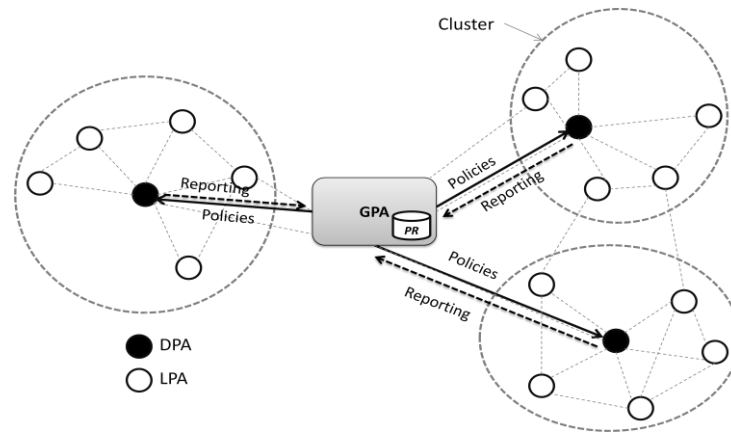 Cluster
Reporting
Policies
GPA
PR
Policies
Reporting
Policies
Reporting
DPA
LPA